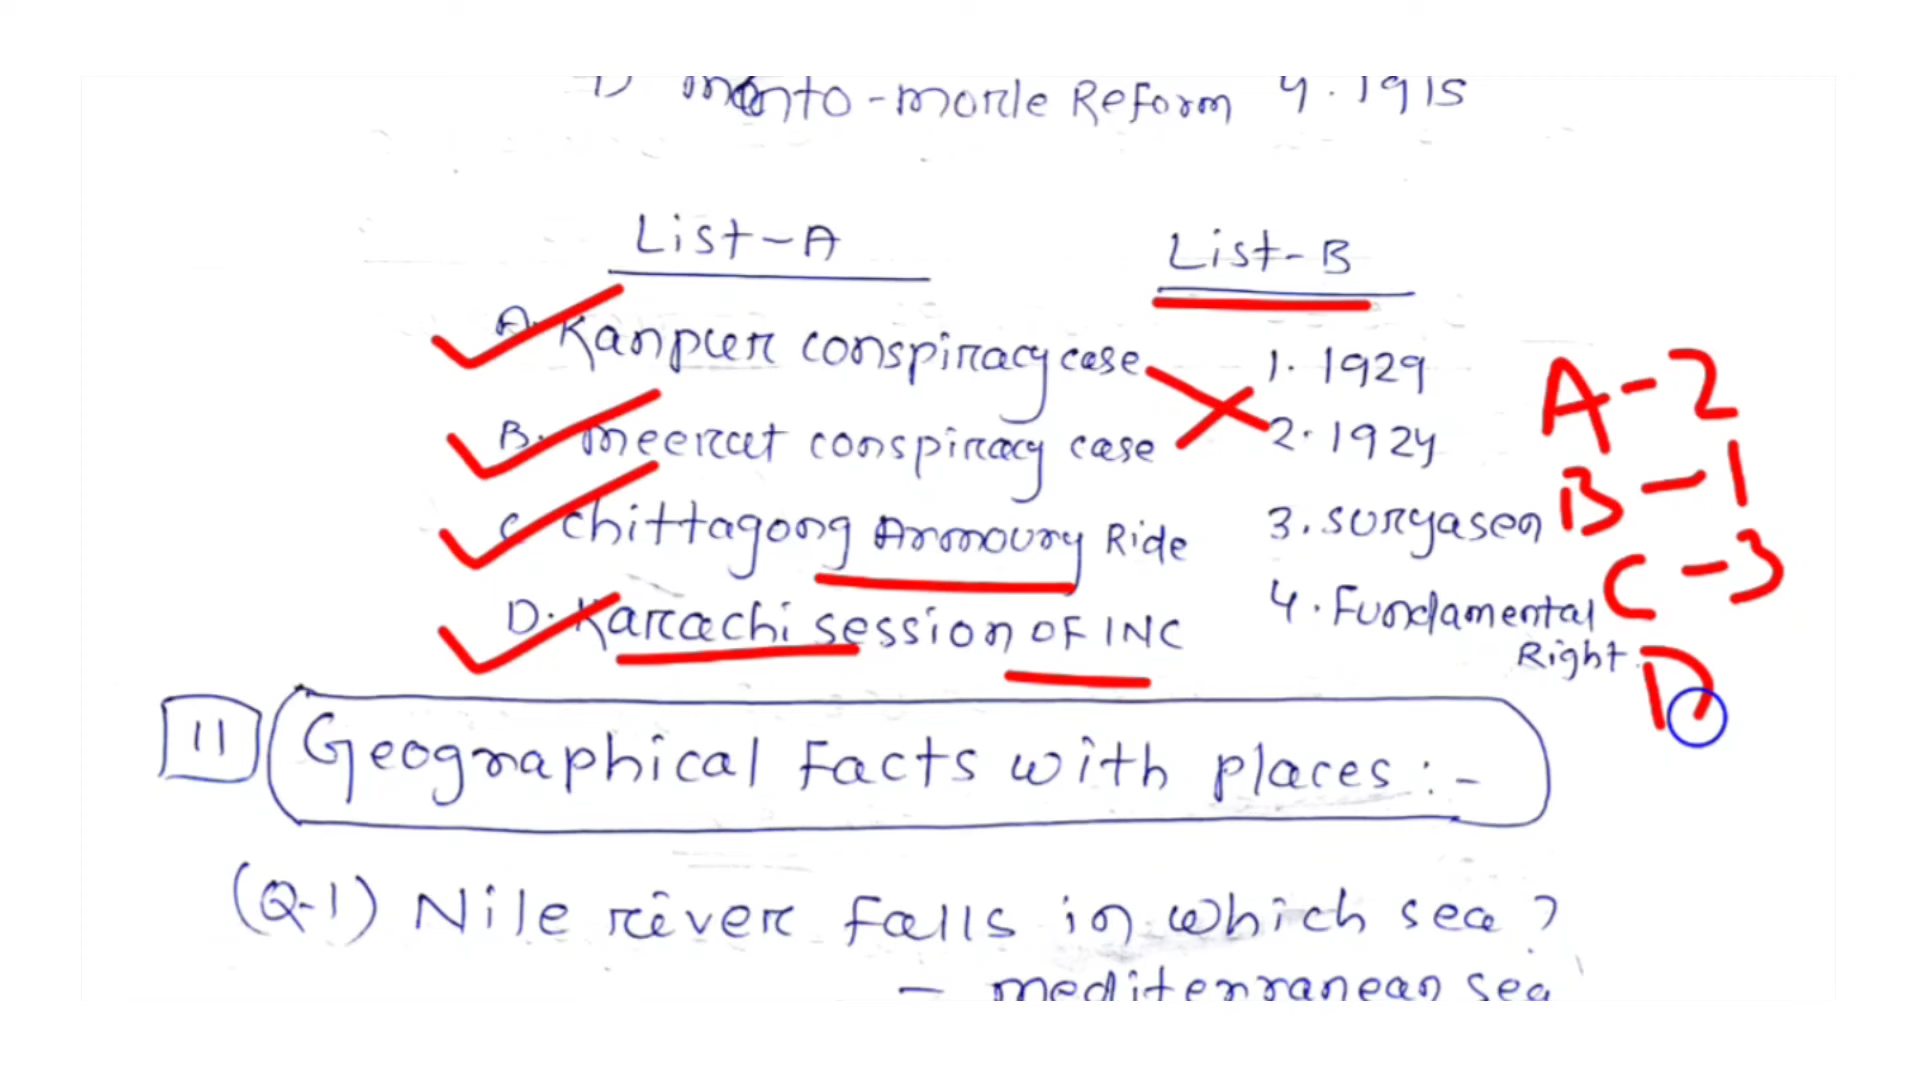 D Minto-Morle Reform 4. 1915
List-A List-B
A. Kanpur conspiracy case 1. 1929 A-2
B. Meerut conspiracy case 2. 1924 B-1
C. Chittagong Armoury Ride 3. Suryasen C-3
D. Karachi session of INC 4. Fundamental Right. D
11 Geographical Facts with places:-
(Q-1) Nile river falls in which sea?
- Mediterranean sea